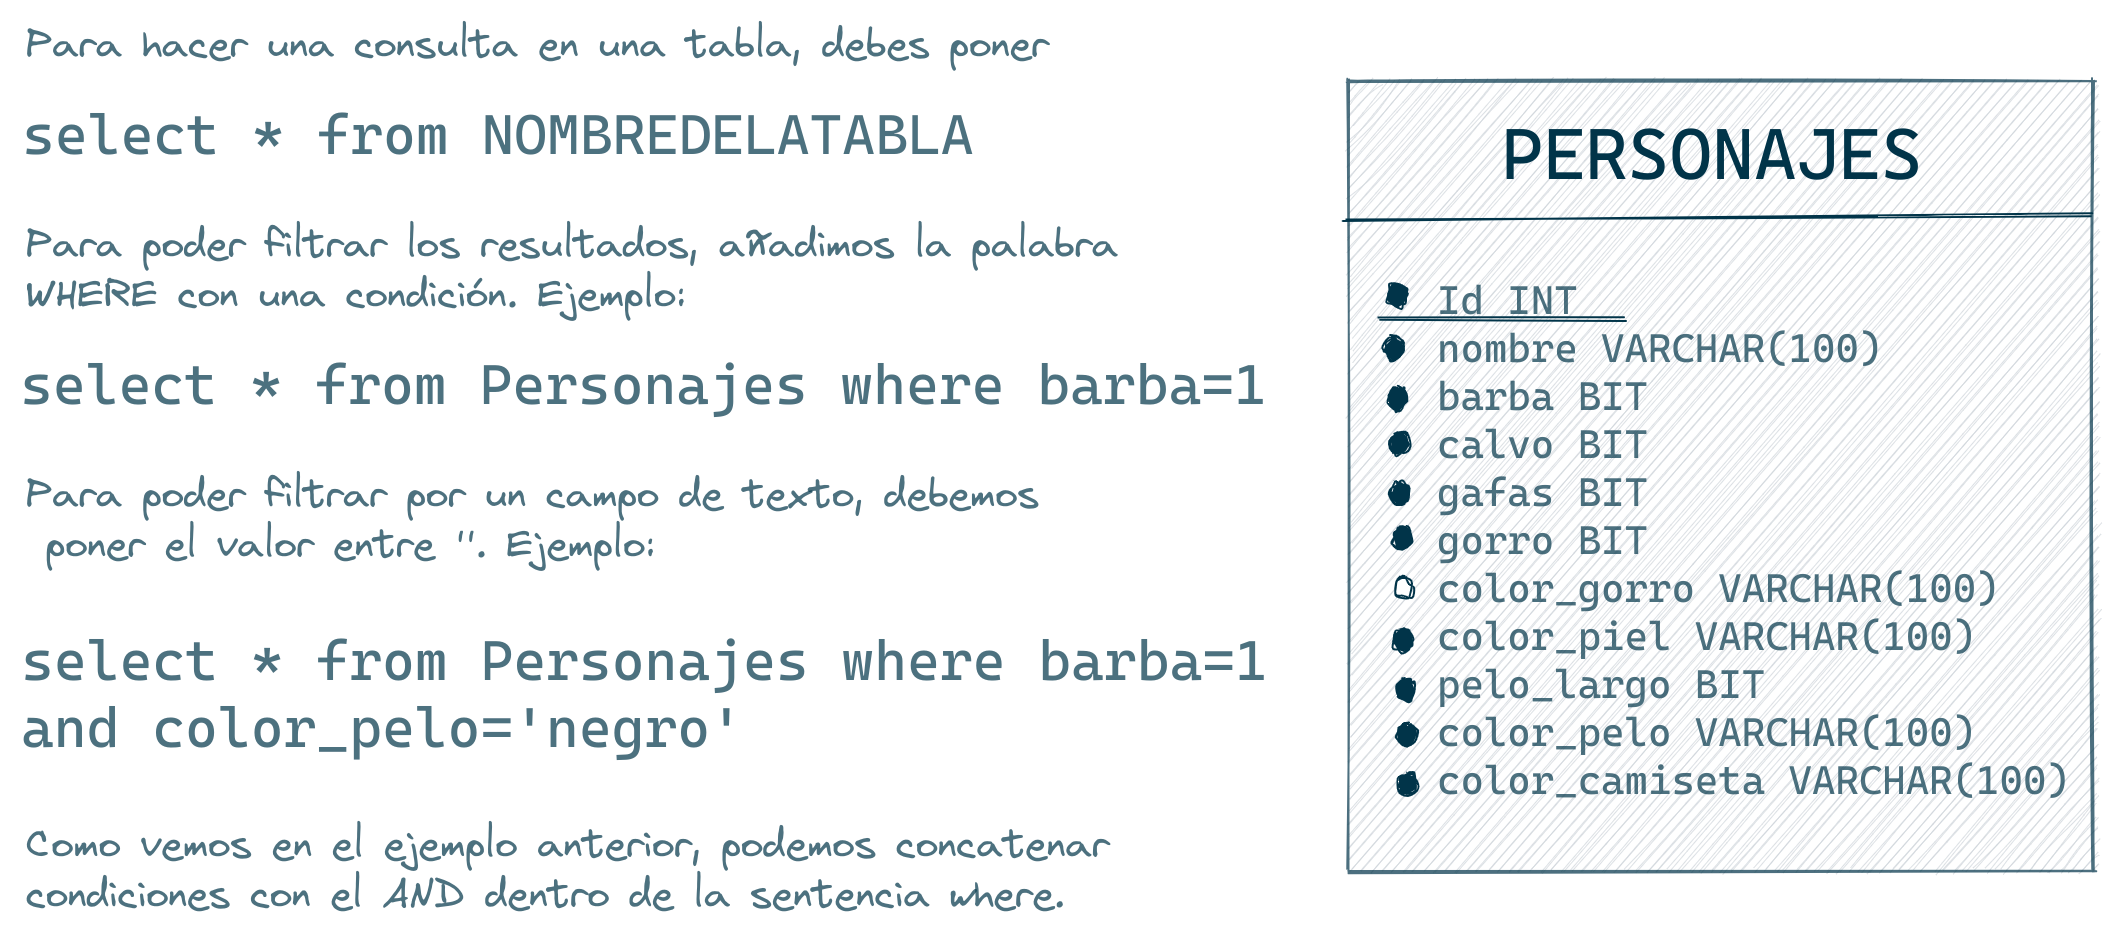 Para hacer una consulta en una tabla, debes poner
select * from NOMBREDELATABLA
Para poder filtrar los resultados, añadimos la palabra
WHERE con una condición. Ejemplo:
select * from Personajes where barba=1
Para poder filtrar por un campo de texto, debemos
poner el valor entre ''. Ejemplo:
select * from Personajes where barba=1
and color_pelo='negro'
Como vemos en el ejemplo anterior, podemos concatenar
condiciones con el AND dentro de la sentencia where.
PERSONAJES
Id INT
nombre VARCHAR(100)
barba BIT
calvo BIT
gafas BIT
gorro BIT
color_gorro VARCHAR(100)
color_piel VARCHAR(100)
pelo_largo BIT
color_pelo VARCHAR(100)
color_camiseta VARCHAR(100)